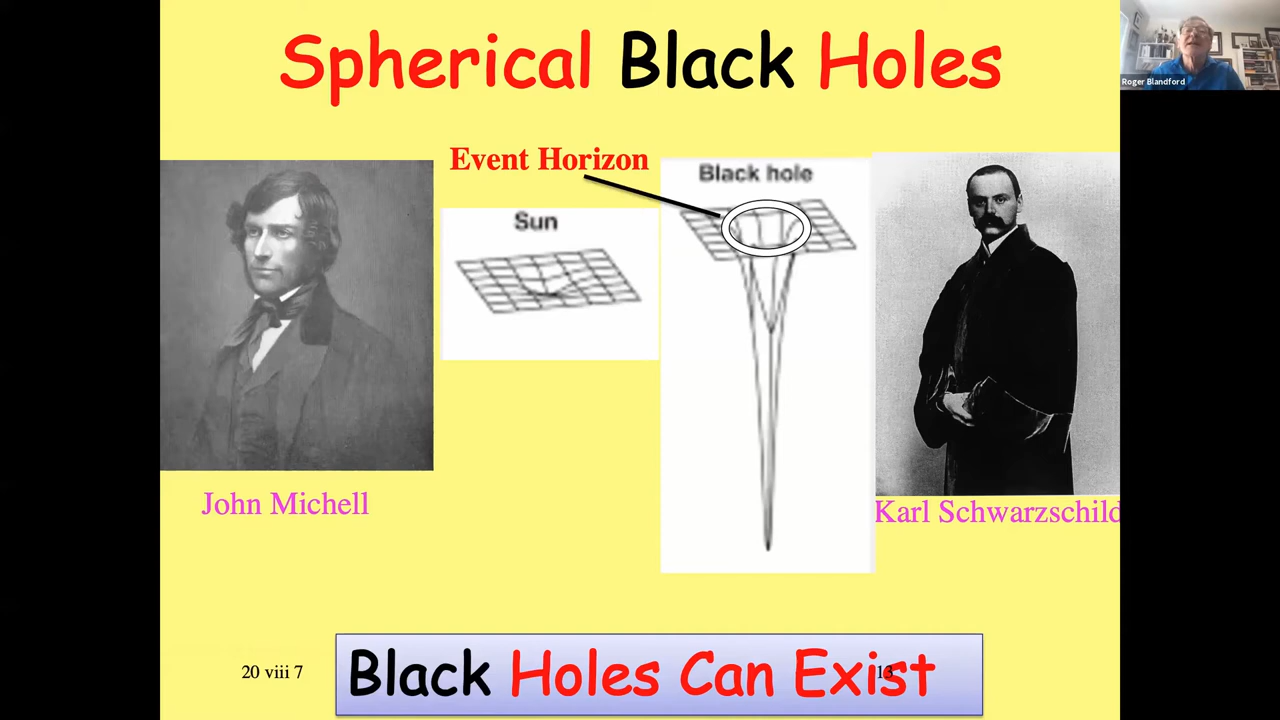 Spherical Black Holes
Roger Blandford
Event Horizon
Black hole
Sun
John Michell
Karl Schwarzschild
20 viii 7
Black Holes Can Exist
13